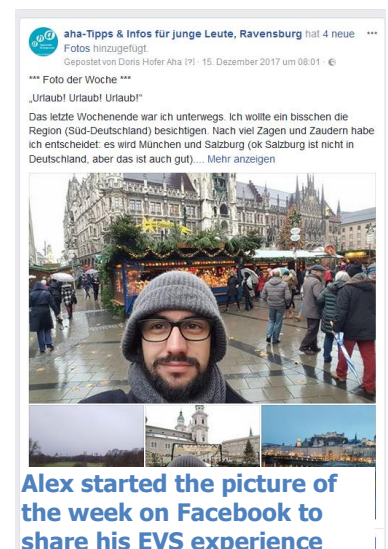 aha-Tipps & Infos für junge Leute, Ravensburg hat 4 neue
Fotos hinzugefügt.
Gepostet von Doris Hofer Aha [?] · 15. Dezember 2017 um 08:01 ·
*** Foto der Woche ***
„Urlaub! Urlaub! Urlaub!“
Das letzte Wochenende war ich unterwegs. Ich wollte ein bisschen die
Region (Süd-Deutschland) besichtigen. Nach viel Zagen und Zaudern habe
ich entscheidet: es wird München und Salzburg (ok Salzburg ist nicht in
Deutschland, aber das ist auch gut).... Mehr anzeigen
Alex started the picture of
the week on Facebook to
share his EVS experience